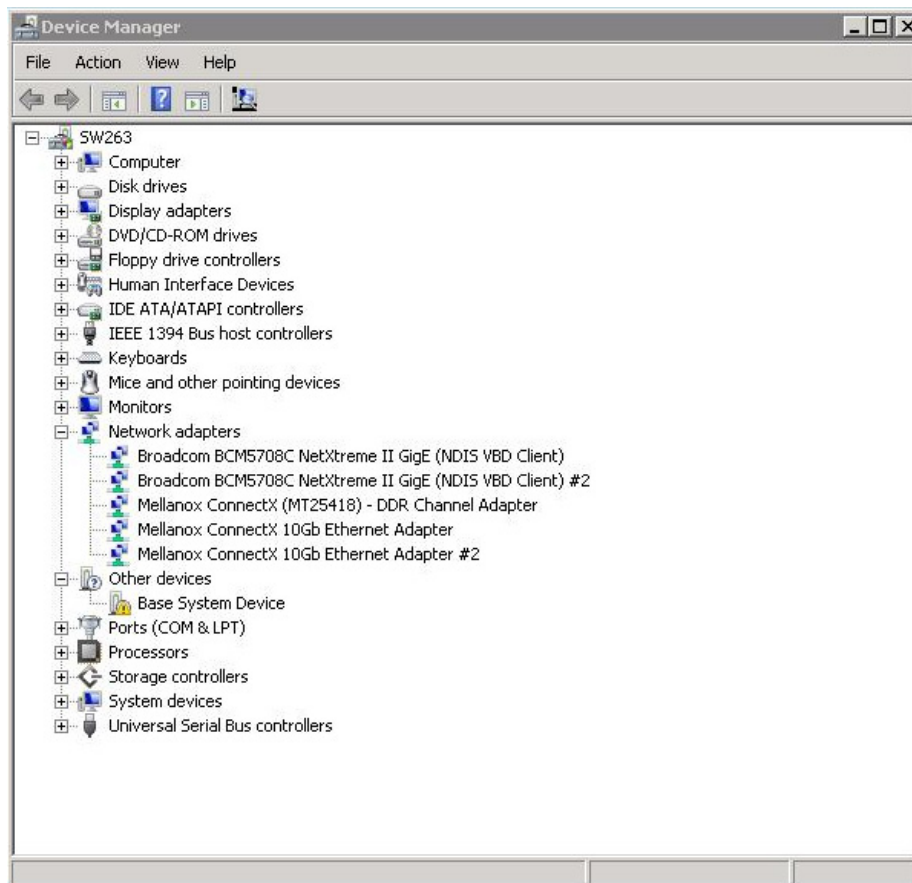 Device Manager
File Action View Help
SW263
Computer
Disk drives
Display adapters
DVD/CD-ROM drives
Floppy drive controllers
Human Interface Devices
IDE ATA/ATAPI controllers
IEEE 1394 Bus host controllers
Keyboards
Mice and other pointing devices
Monitors
Network adapters
Broadcom BCM5708C NetXtreme II GigE (NDIS VBD Client)
Broadcom BCM5708C NetXtreme II GigE (NDIS VBD Client) #2
Mellanox ConnectX (MT25418) - DDR Channel Adapter
Mellanox ConnectX 10Gb Ethernet Adapter
Mellanox ConnectX 10Gb Ethernet Adapter #2
Other devices
Base System Device
Ports (COM & LPT)
Processors
Storage controllers
System devices
Universal Serial Bus controllers